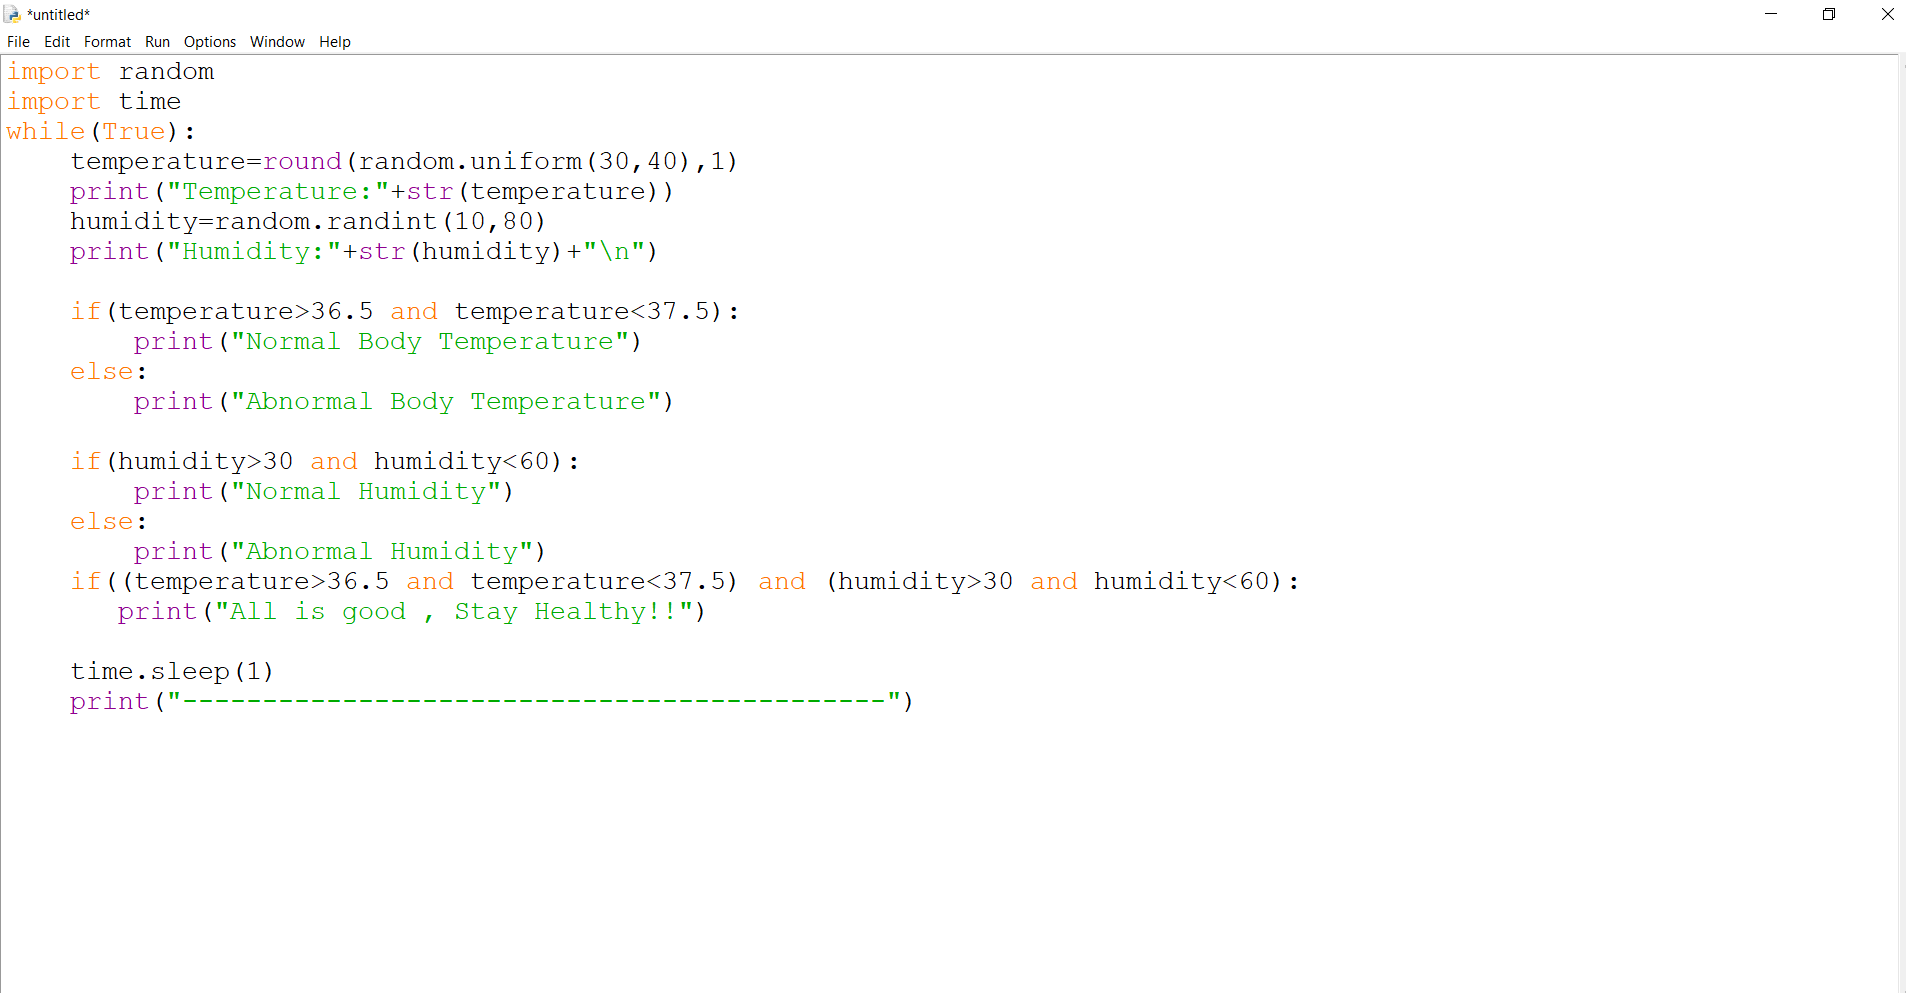 *untitled*
File Edit Format Run Options Window Help
import random
import time
while(True):
    temperature=round(random.uniform(30,40),1)
    print("Temperature:"+str(temperature))
    humidity=random.randint(10,80)
    print("Humidity:"+str(humidity)+"\n")

    if(temperature>36.5 and temperature<37.5):
        print("Normal Body Temperature")
    else:
        print("Abnormal Body Temperature")

    if(humidity>30 and humidity<60):
        print("Normal Humidity")
    else:
        print("Abnormal Humidity")
    if((temperature>36.5 and temperature<37.5) and (humidity>30 and humidity<60):
       print("All is good , Stay Healthy!!")

    time.sleep(1)
    print("--------------------------------------------")